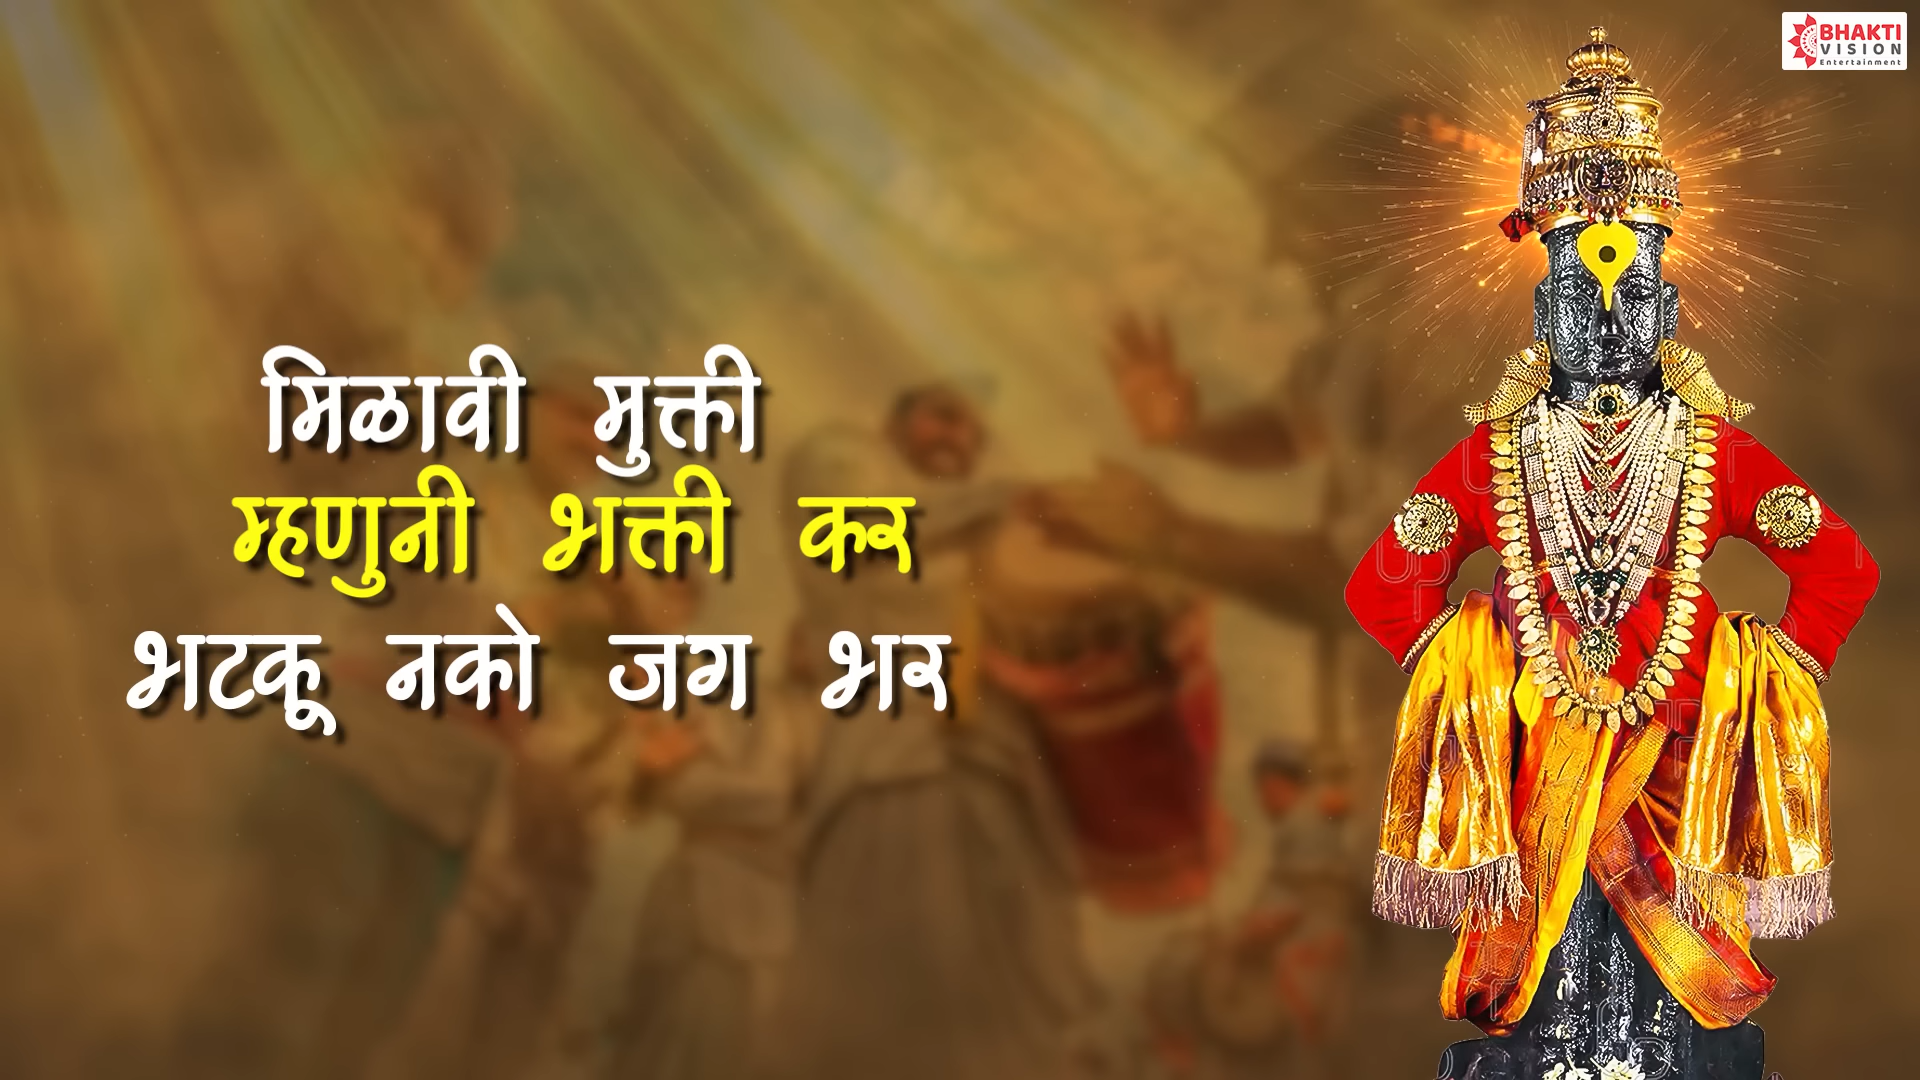 BHAKTI
VISION
Entertainment
मिळावी मुक्ती
म्हणुनी भक्ती कर
भटकू नको जग भर